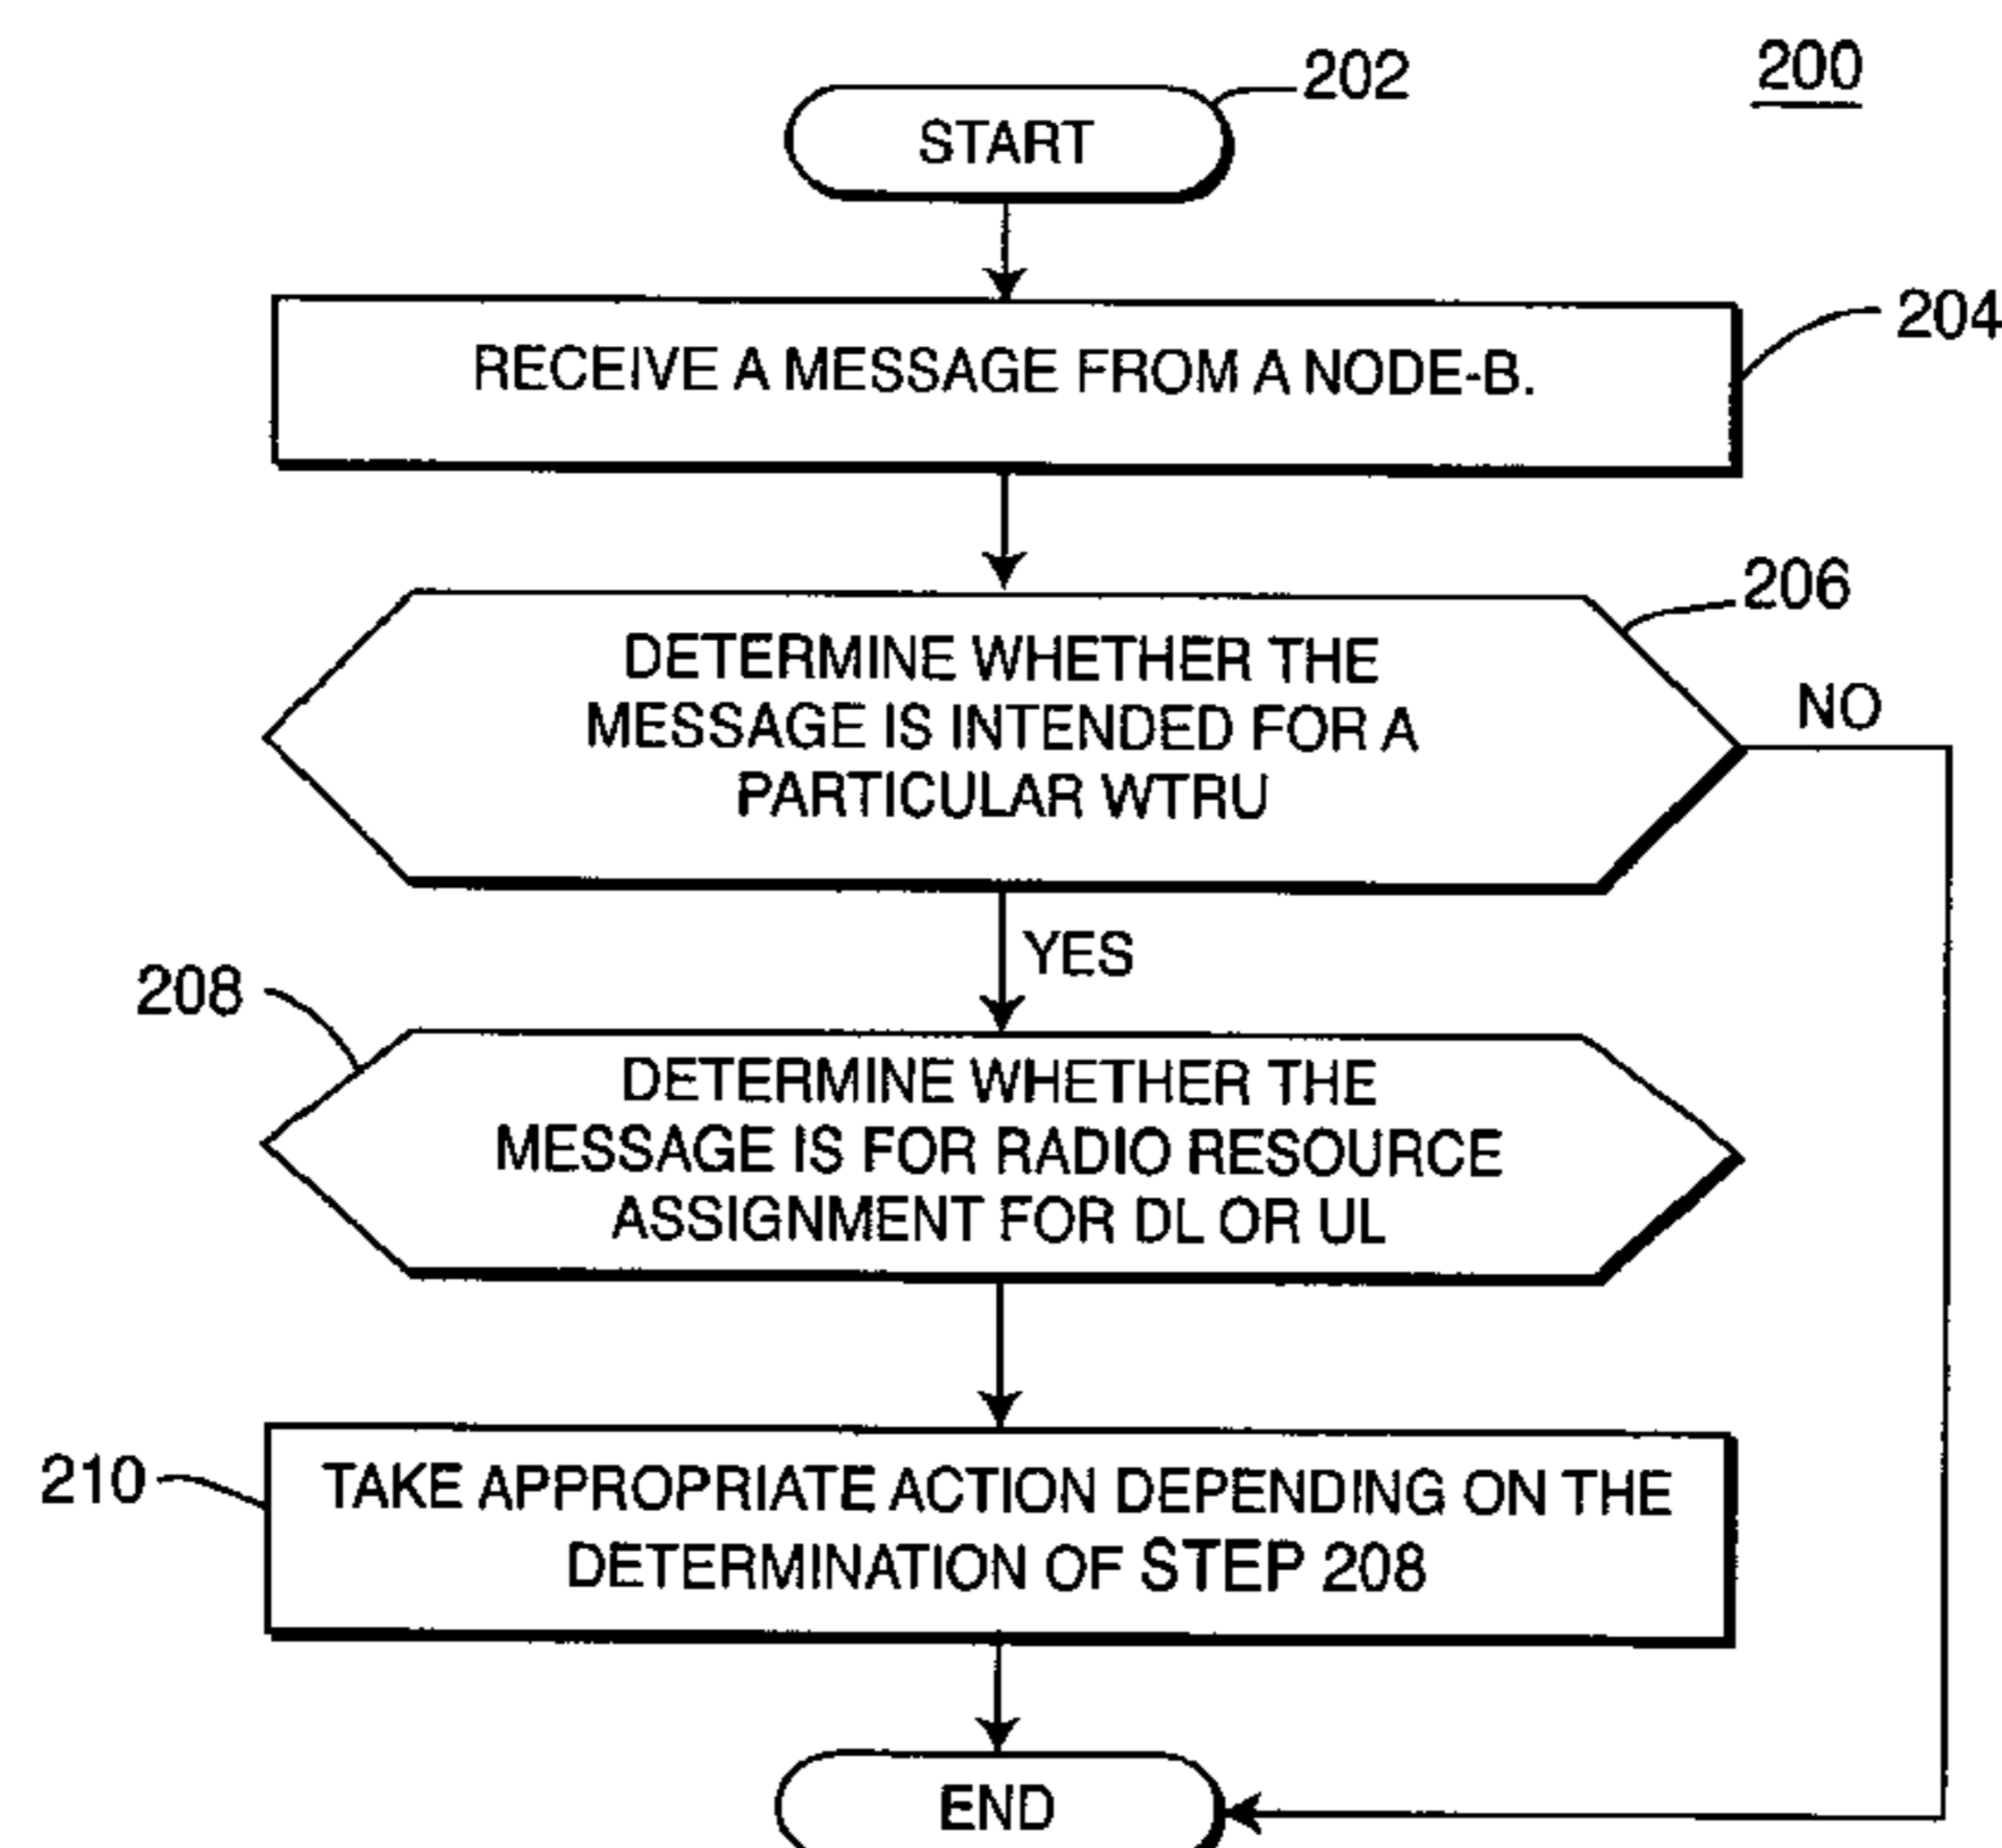 200
202
START
RECEIVE A MESSAGE FROM A NODE-B.
204
206
DETERMINE WHETHER THE
MESSAGE IS INTENDED FOR A
PARTICULAR WTRU
NO
YES
208
DETERMINE WHETHER THE
MESSAGE IS FOR RADIO RESOURCE
ASSIGNMENT FOR DL OR UL
210
TAKE APPROPRIATE ACTION DEPENDING ON THE
DETERMINATION OF STEP 208
END